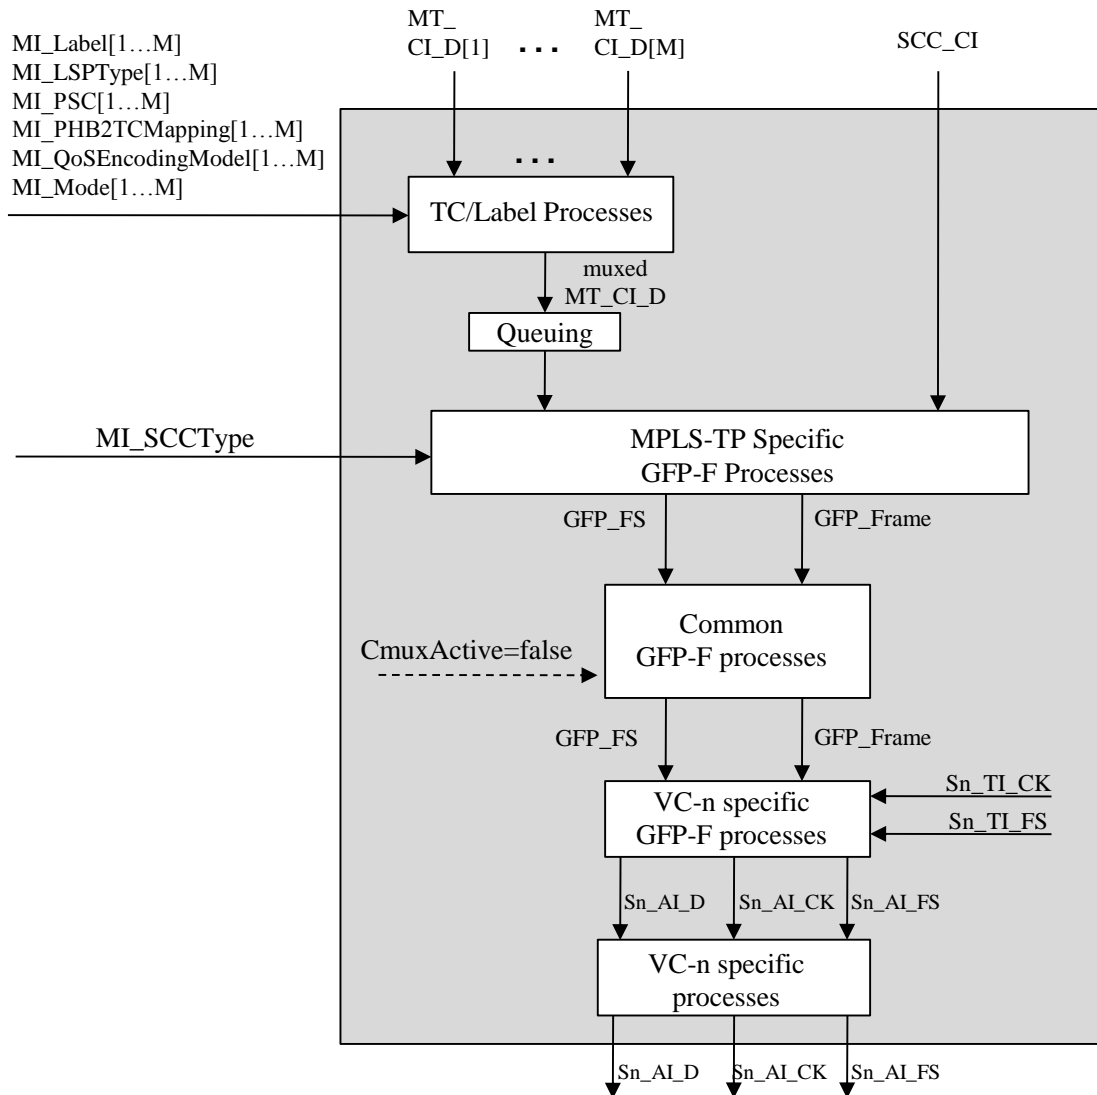 MI_Label[1…M]
MI_LSPType[1…M]
MI_PSC[1…M]
MI_PHB2TCMapping[1…M]
MI_QoSEncodingModel[1…M]
MI_Mode[1…M]
MT_
CI_D[1]
...
MT_
CI_D[M]
SCC_CI
...
TC/Label Processes
muxed
MT_CI_D
Queuing
MI_SCCType
MPLS-TP Specific
GFP-F Processes
GFP_FS
GFP_Frame
Common
GFP-F processes
CmuxActive=false
GFP_FS
GFP_Frame
VC-n specific
GFP-F processes
Sn_TI_CK
Sn_TI_FS
Sn_AI_D
Sn_AI_CK
Sn_AI_FS
VC-n specific
processes
Sn_AI_D
Sn_AI_CK
Sn_AI_FS